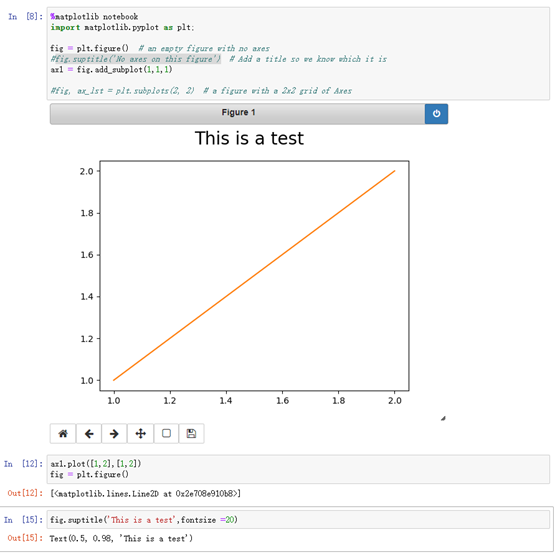 In [8]:
%matplotlib notebook
import matplotlib.pyplot as plt;
fig = plt.figure()  # an empty figure with no axes
#fig.suptitle('No axes on this figure')  # Add a title so we know which it is
ax1 = fig.add_subplot(1,1,1)
#fig, ax_lst = plt.subplots(2, 2)  # a figure with a 2x2 grid of Axes
Figure 1
This is a test
2.0
1.8
1.6
1.4
1.2
1.0
1.0 1.2 1.4 1.6 1.8 2.0
In [12]:
ax1.plot([1,2],[1,2])
fig = plt.figure()
Out[12]: [<matplotlib.lines.Line2D at 0x2e708e910b8>]
In [15]: fig.suptitle('This is a test',fontsize =20)
Out[15]: Text(0.5, 0.98, 'This is a test')